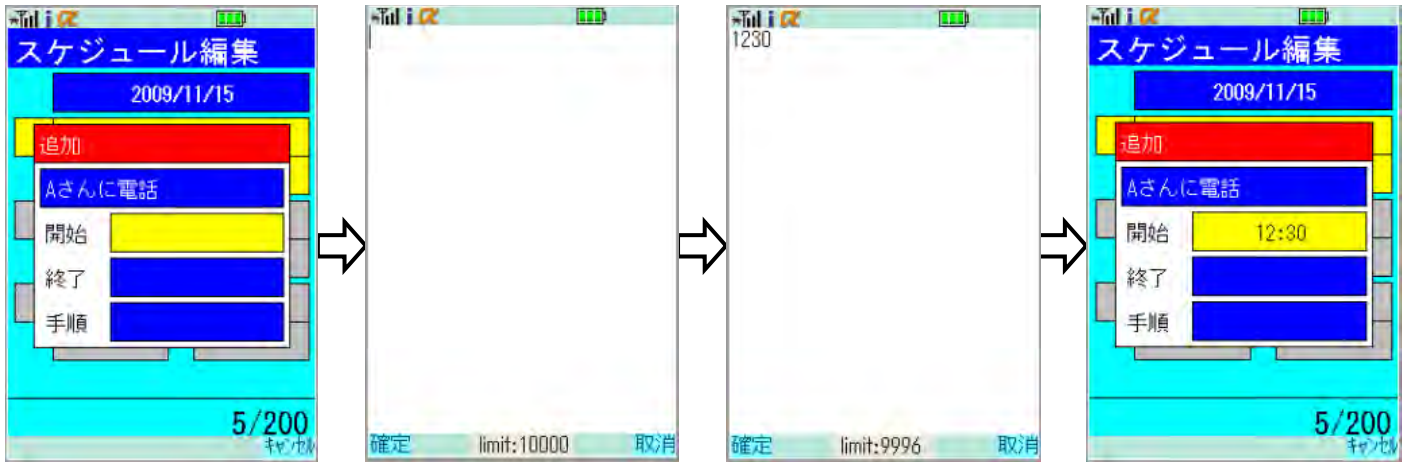 スケジュール編集
2009/11/15
追加
Aさんに電話
開始
終了
手順
5/200
キャンセル
確定 limit:10000 取消
1230
確定 limit:9996 取消
スケジュール編集
2009/11/15
追加
Aさんに電話
開始 12:30
終了
手順
5/200
キャンセル